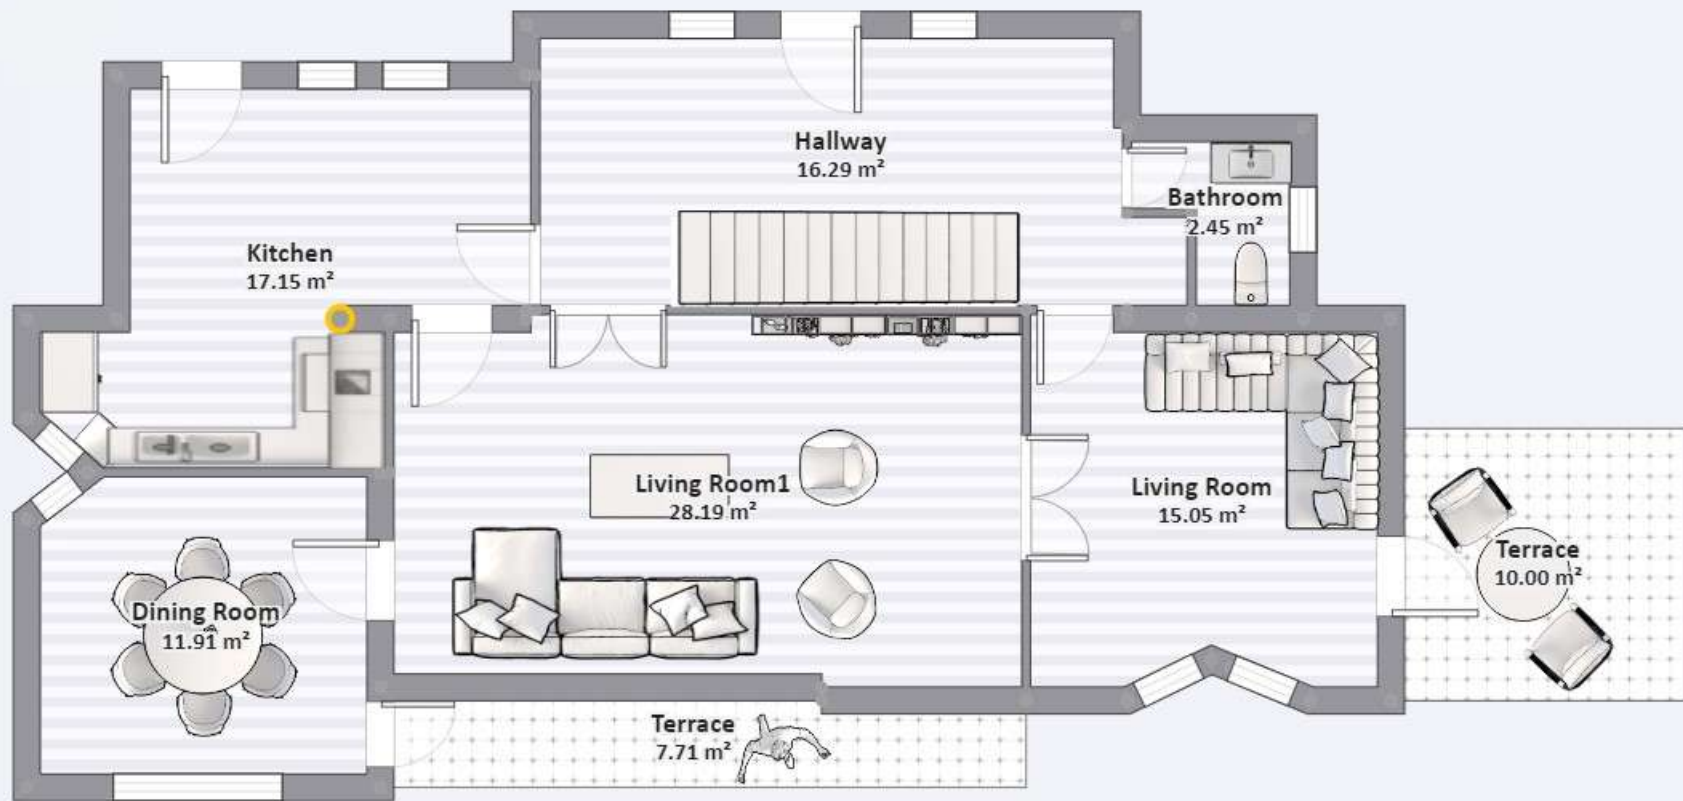 Hallway
16.29 m²
Bathroom
2.45 m²
Kitchen
17.15 m²
Living Room1
28.19 m²
Living Room
15.05 m²
Terrace
10.00 m²
Dining Room
11.91 m²
Terrace
7.71 m²